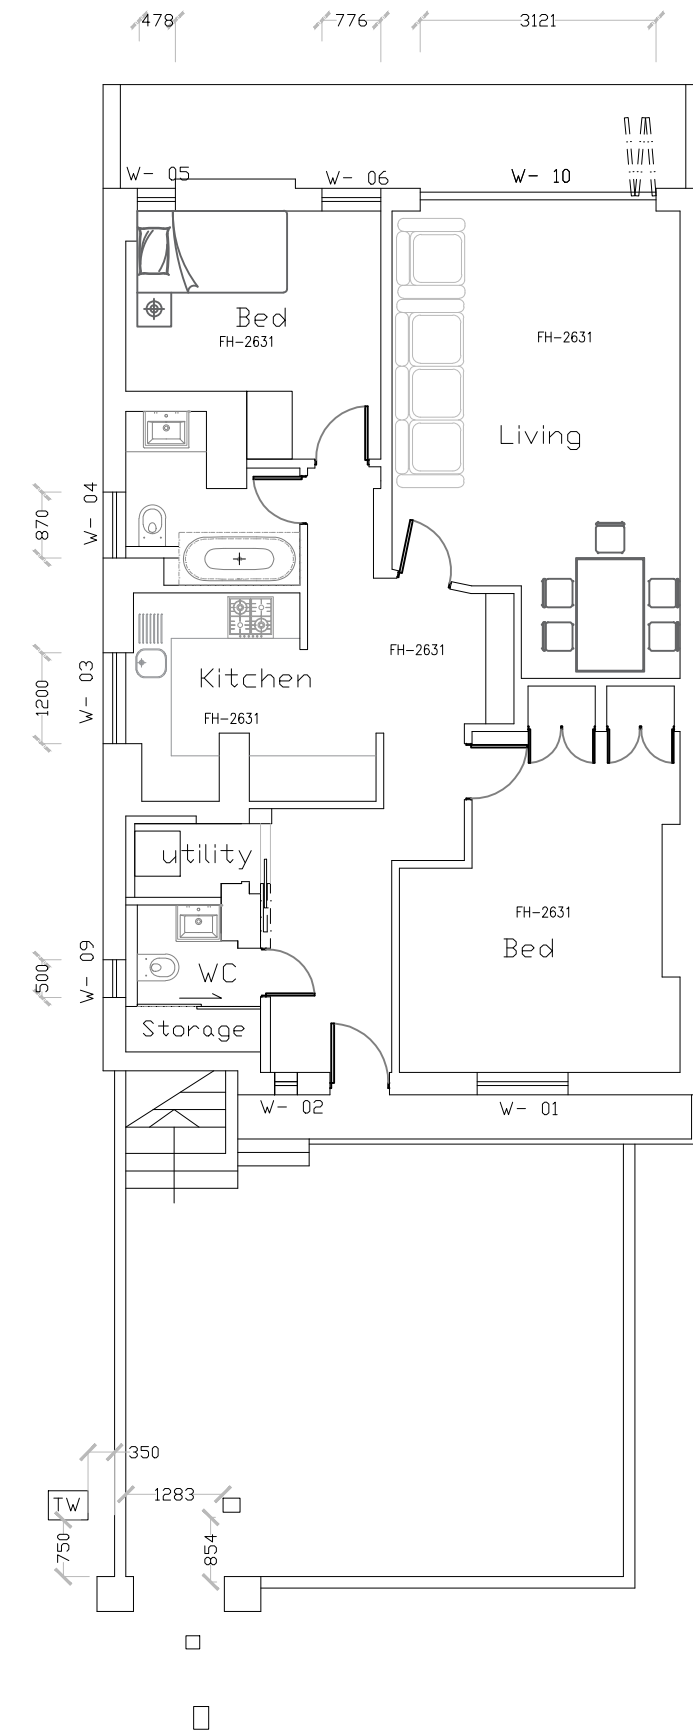 478
776
3121
W- 05
W- 06
W- 10
Bed
FH-2631
FH-2631
Living
W- 04
870
FH-2631
Kitchen
W- 03
1200
FH-2631
utility
FH-2631
Bed
W- 09
500
WC
Storage
W- 02
W- 01
350
TW
1283
750
854